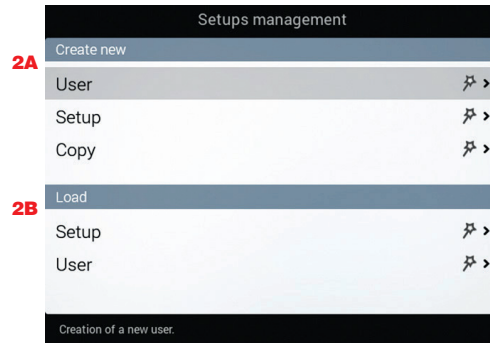 Setups management
2A
Create new
User
Setup
Copy
2B
Load
Setup
User
Creation of a new user.